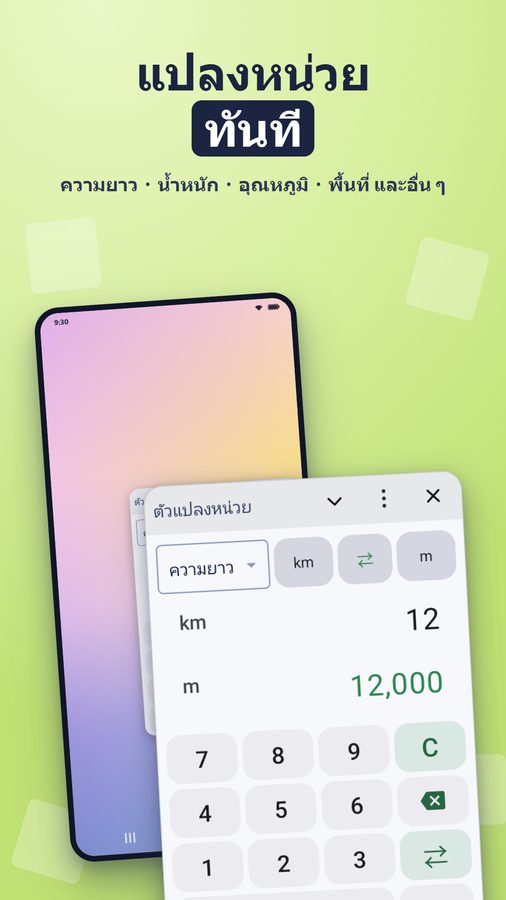 แปลงหน่วย
ทันที
ความยาว · น้ำหนัก · อุณหภูมิ · พื้นที่ และอื่น ๆ
9:30
ตัวแปลงหน่วย
ความยาว km ⇄ m
km 12
m 12,000
7 8 9 C
4 5 6
1 2 3